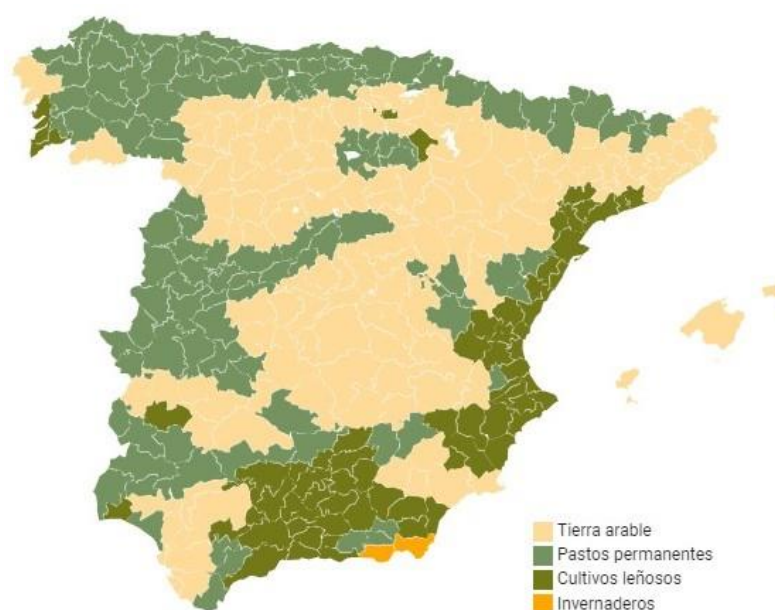 Tierra arable
Pastos permanentes
Cultivos leñosos
Invernaderos